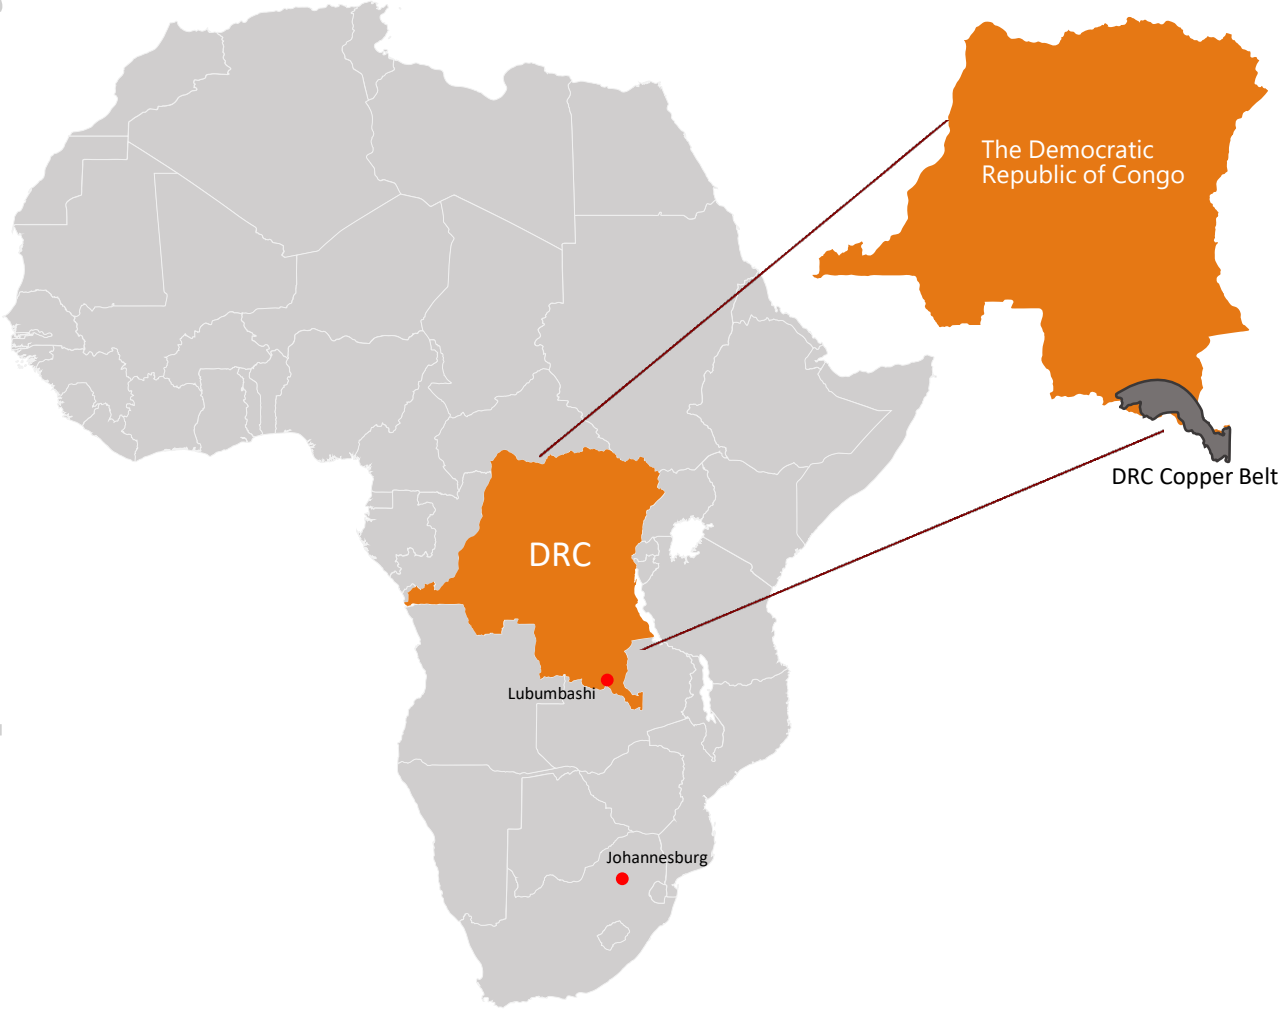 The Democratic
Republic of Congo
DRC Copper Belt
DRC
Lubumbashi
Johannesburg